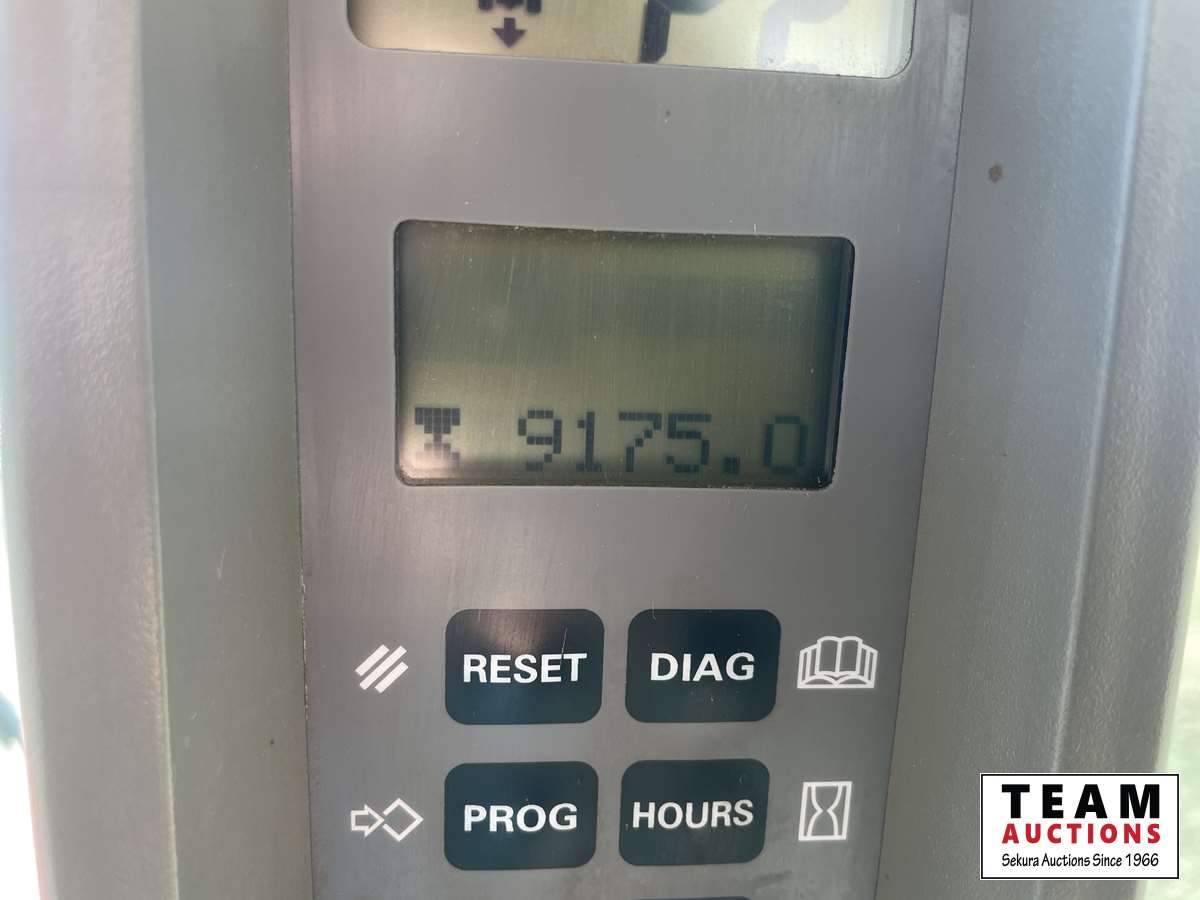 9175.0
RESET DIAG
PROG HOURS
TEAM
AUCTIONS
Sekura Auctions Since 1966